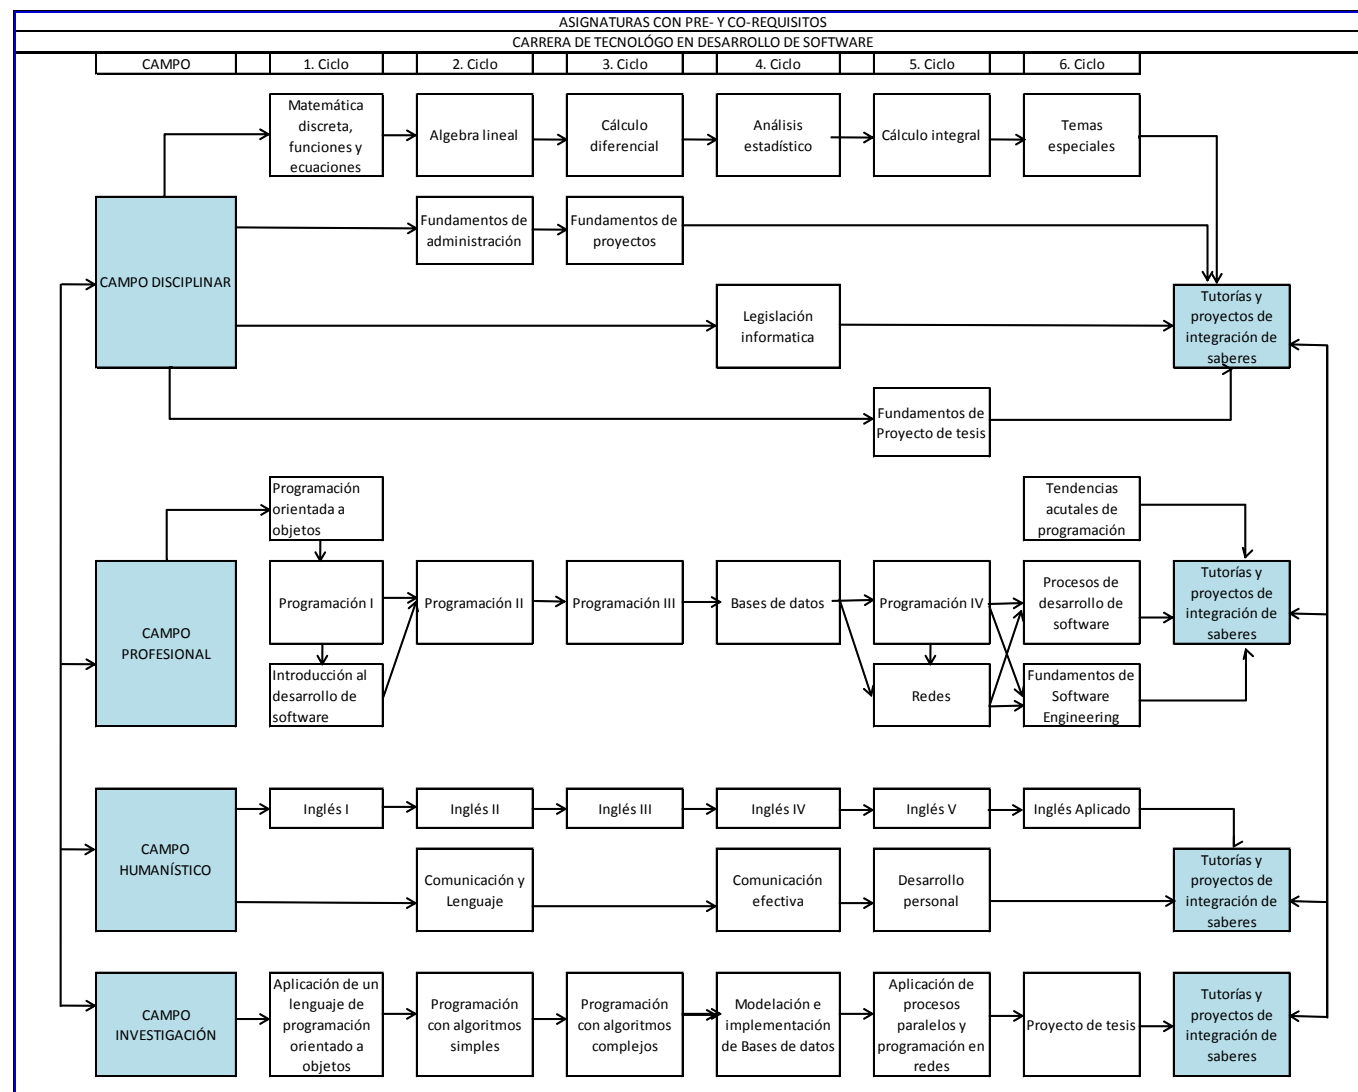 ASIGNATURAS CON PRE- Y CO-REQUISITOS
CARRERA DE TECNOLÓGO EN DESARROLLO DE SOFTWARE
CAMPO
1. Ciclo
2. Ciclo
3. Ciclo
4. Ciclo
5. Ciclo
6. Ciclo
Matemática
discreta,
funciones y
ecuaciones
Algebra lineal
Cálculo
diferencial
Análisis
estadístico
Cálculo integral
Temas
especiales
CAMPO DISCIPLINAR
Fundamentos de
administración
Fundamentos de
proyectos
Legislación
informatica
Fundamentos de
Proyecto de tesis
Tutorías y
proyectos de
integración de
saberes
CAMPO
PROFESIONAL
Programación
orientada a
objetos
Programación I
Introducción al
desarrollo de
software
Programación II
Programación III
Bases de datos
Programación IV
Redes
Tendencias
acutales de
programación
Procesos de
desarrollo de
software
Fundamentos de
Software
Engineering
Tutorías y
proyectos de
integración de
saberes
CAMPO
HUMANÍSTICO
Inglés I
Inglés II
Inglés III
Inglés IV
Inglés V
Inglés Aplicado
Comunicación y
Lenguaje
Comunicación
efectiva
Desarrollo
personal
Tutorías y
proyectos de
integración de
saberes
CAMPO
INVESTIGACIÓN
Aplicación de un
lenguaje de
programación
orientado a
objetos
Programación
con algoritmos
simples
Programación
con algoritmos
complejos
Modelación e
implementación
de Bases de datos
Aplicación de
procesos
paralelos y
programación en
redes
Proyecto de tesis
Tutorías y
proyectos de
integración de
saberes